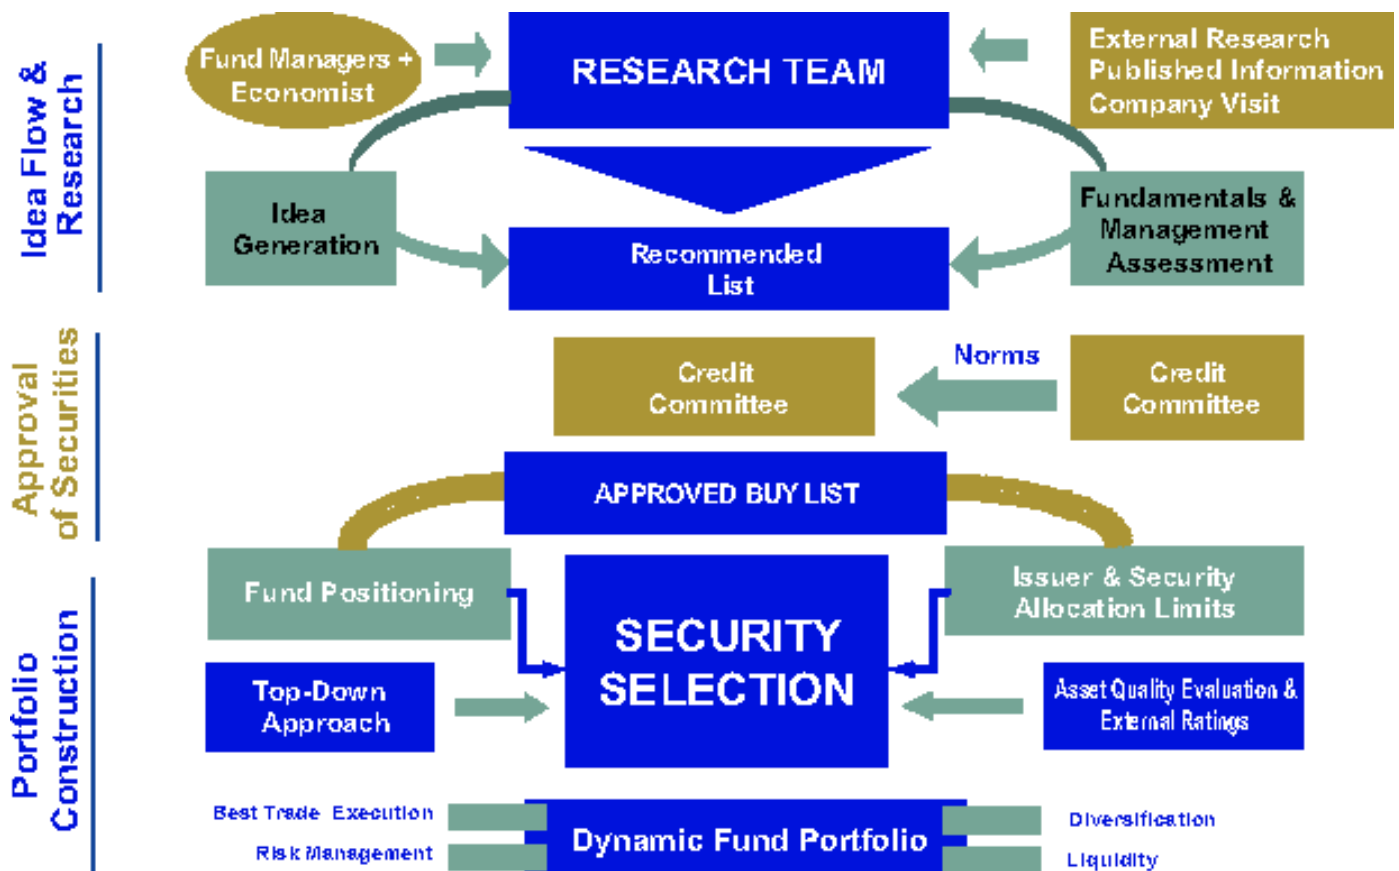 Idea Flow &
Research
Fund Managers +
Economist
RESEARCH TEAM
External Research
Published Information
Company Visit
Idea
Generation
Recommended
List
Fundamentals &
Management
Assessment
Approval
of Securities
Credit
Committee
Norms
Credit
Committee
APPROVED BUY LIST
Portfolio
Construction
Fund Positioning
SECURITY
SELECTION
Issuer & Security
Allocation Limits
Top-Down
Approach
Asset Quality Evaluation &
External Ratings
Best Trade Execution
Risk Management
Dynamic Fund Portfolio
Diversification
Liquidity